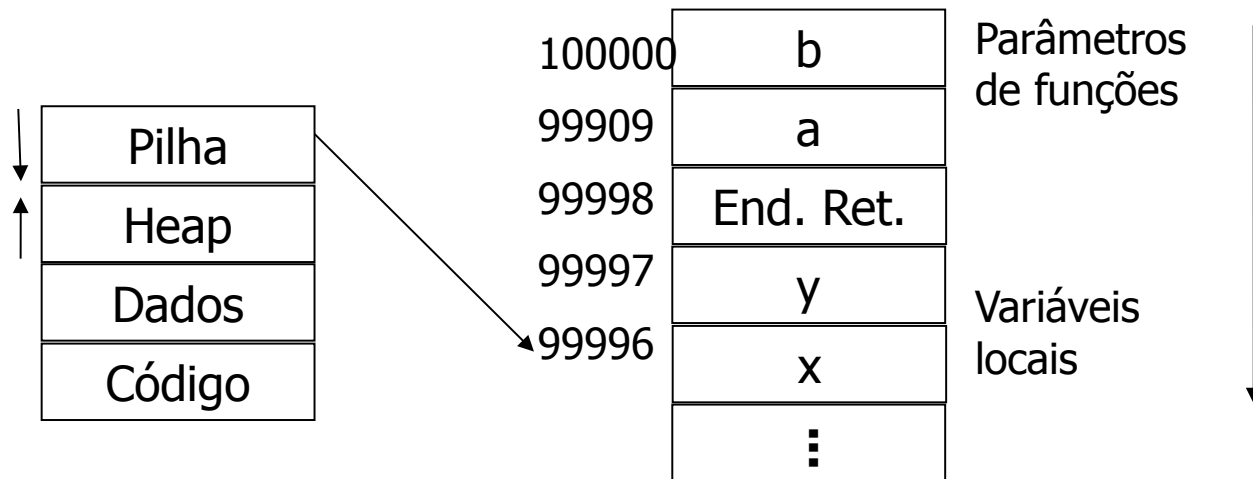 Pilha
Heap
Dados
Código
100000 b
99909 a
99998 End. Ret.
99997 y
99996 x
⋮
Parâmetros
de funções
Variáveis
locais